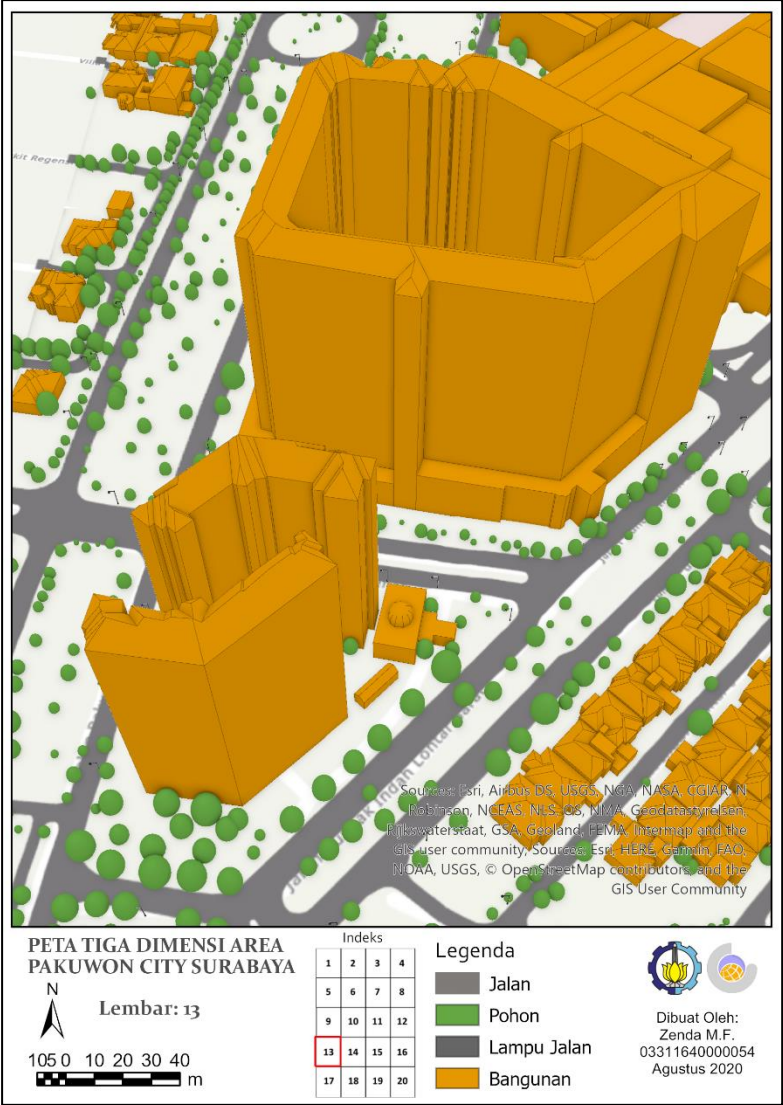 kit Regens
Sources: Esri, Airbus DS, USGS, NGA, NASA, CGIAR, N
Robinson, NCEAS, NLS, OS, NMA, Geodatastyrelsen,
Rijkswaterstaat, GSA, Geoland, FEMA, Intermap and the
GIS user community, Sources: Esri, HERE, Garmin, FAO,
NOAA, USGS, © OpenStreetMap contributors, and the
GIS User Community
PETA TIGA DIMENSI AREA
PAKUWON CITY SURABAYA
N
Lembar: 13
105 0 10 20 30 40
m
Indeks
1 2 3 4
5 6 7 8
9 10 11 12
13 14 15 16
17 18 19 20
Legenda
Jalan
Pohon
Lampu Jalan
Bangunan
Dibuat Oleh:
Zenda M.F.
03311640000054
Agustus 2020